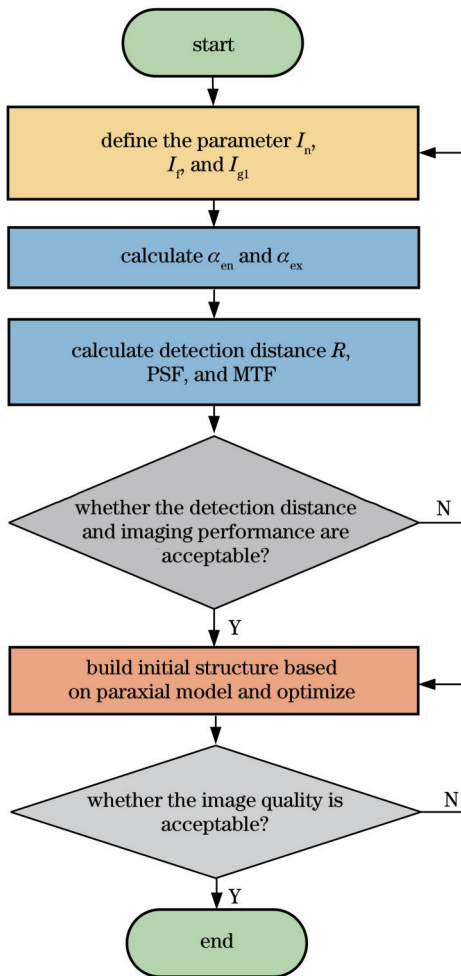 start
define the parameter Iₙ,
I_f, and I_g1
calculate α_en and α_ex
calculate detection distance R,
PSF, and MTF
whether the detection distance
and imaging performance are
acceptable?
N
Y
build initial structure based
on paraxial model and optimize
whether the image quality is
acceptable?
N
Y
end